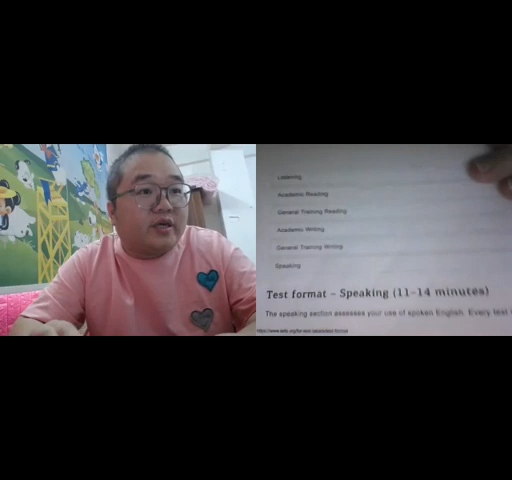 Listening
Academic Reading
General Training Reading
Academic Writing
General Training Writing
Speaking
Test format – Speaking (11–14 minutes)
The speaking section assesses your use of spoken English. Every test